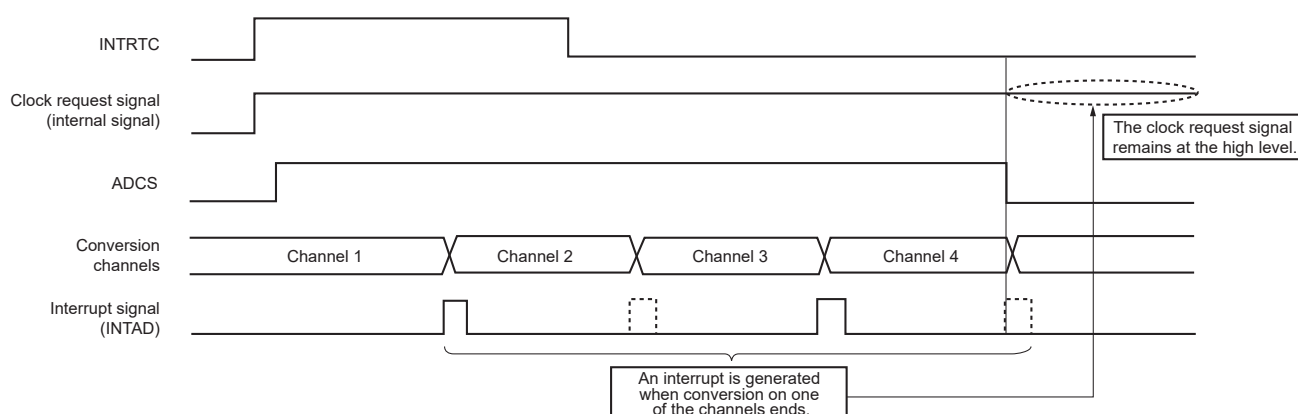 INTRTC
Clock request signal
(internal signal)
The clock request signal
remains at the high level.
ADCS
Conversion
channels
Channel 1
Channel 2
Channel 3
Channel 4
Interrupt signal
(INTAD)
An interrupt is generated
when conversion on one
of the channels ends.